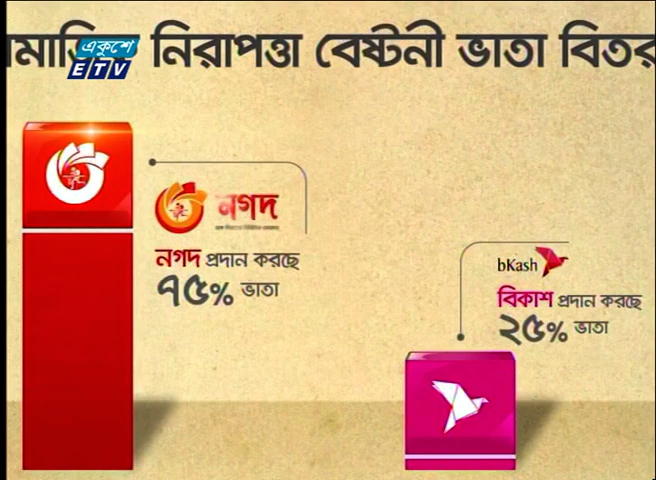 একুশে
ETV
নিরাপত্তা বেষ্টনী ভাতা
নগদ
নগদ প্রদান করছে
৭৫% ভাতা
bKash
বিকাশ প্রদান করছে
২৫% ভাতা